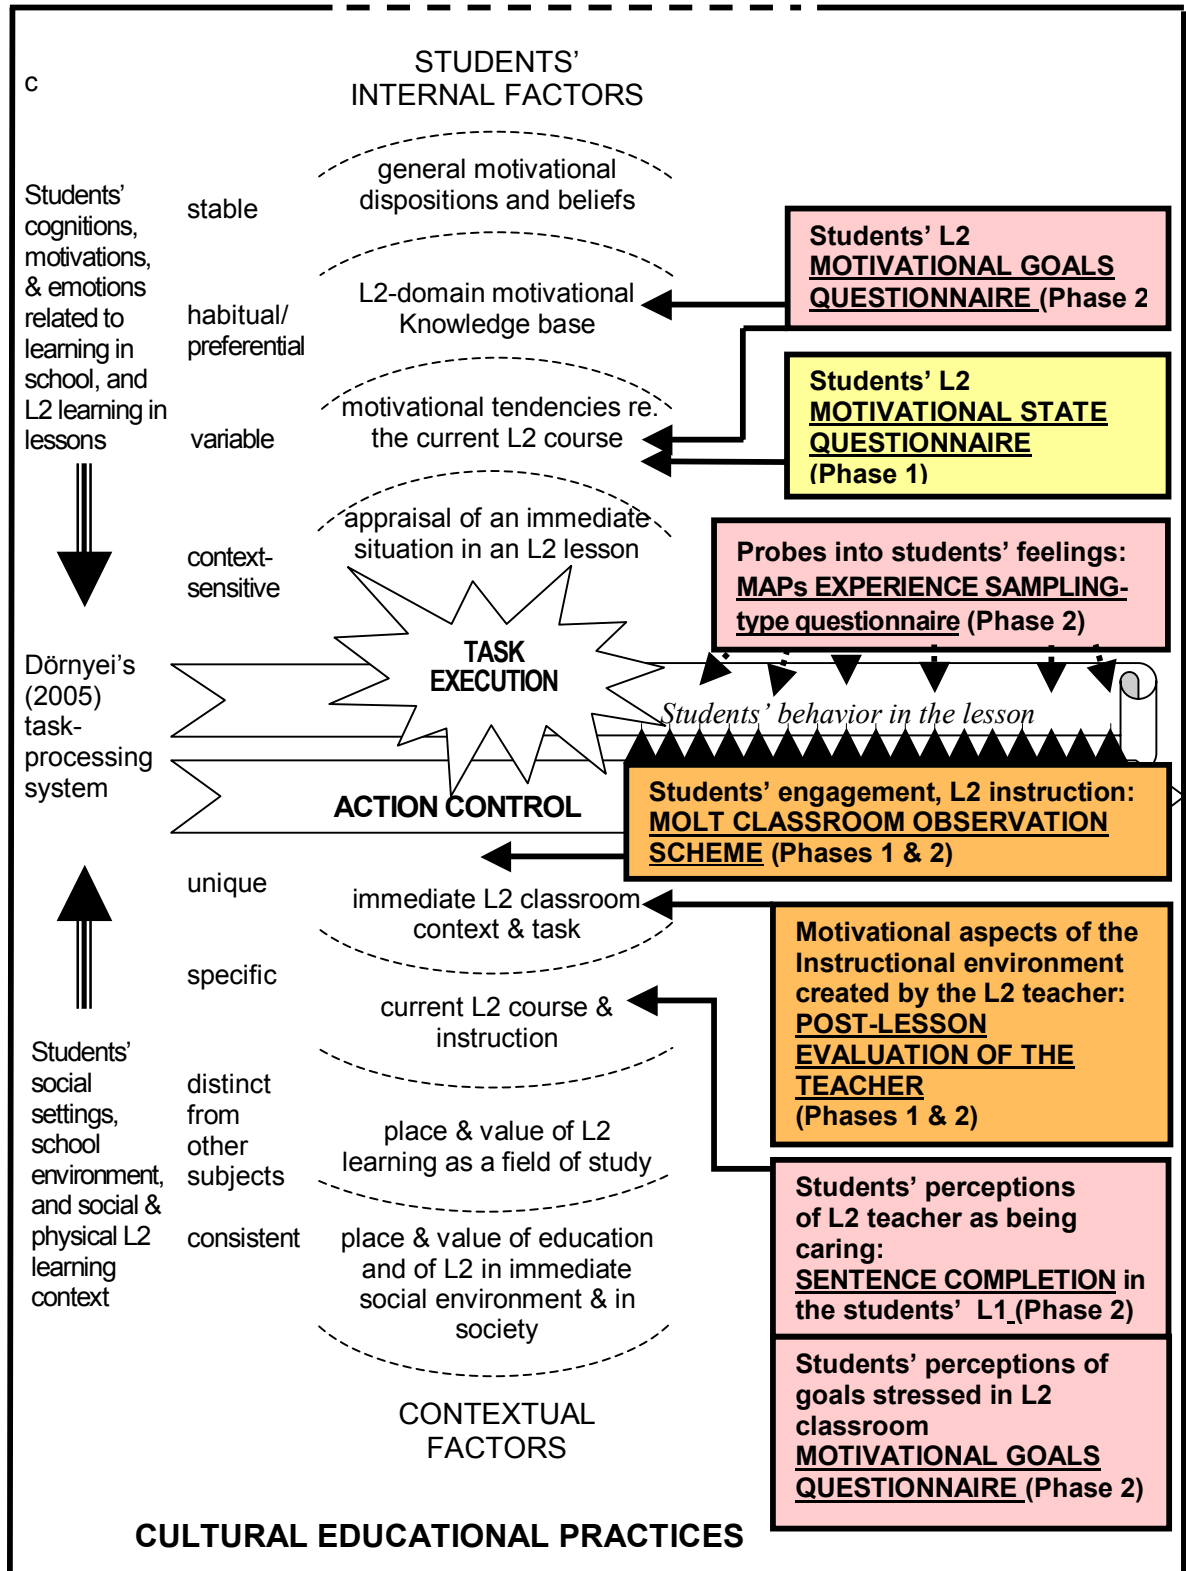 c
STUDENTS’
INTERNAL FACTORS
Students’
cognitions,
motivations,
& emotions
related to
learning in
school, and
L2 learning in
lessons
stable
general motivational
dispositions and beliefs
habitual/
preferential
L2-domain motivational
Knowledge base
variable
motivational tendencies re.
the current L2 course
context-
sensitive
appraisal of an immediate
situation in an L2 lesson
Students’ L2
MOTIVATIONAL GOALS
QUESTIONNAIRE (Phase 2
Students’ L2
MOTIVATIONAL STATE
QUESTIONNAIRE
(Phase 1)
Probes into students’ feelings:
MAPs EXPERIENCE SAMPLING-
type questionnaire (Phase 2)
Dörnyei’s
(2005)
task-
processing
system
TASK
EXECUTION
Students’ behavior in the lesson
ACTION CONTROL
Students’ engagement, L2 instruction:
MOLT CLASSROOM OBSERVATION
SCHEME (Phases 1 & 2)
unique
immediate L2 classroom
context & task
specific
current L2 course &
instruction
Motivational aspects of the
Instructional environment
created by the L2 teacher:
POST-LESSON
EVALUATION OF THE
TEACHER
(Phases 1 & 2)
Students’
social
settings,
school
environment,
and social &
physical L2
learning
context
distinct
from
other
subjects
place & value of L2
learning as a field of study
consistent
place & value of education
and of L2 in immediate
social environment & in
society
Students’ perceptions
of L2 teacher as being
caring:
SENTENCE COMPLETION in
the students’ L1 (Phase 2)
Students’ perceptions of
goals stressed in L2
classroom
MOTIVATIONAL GOALS
QUESTIONNAIRE (Phase 2)
CONTEXTUAL
FACTORS
CULTURAL EDUCATIONAL PRACTICES